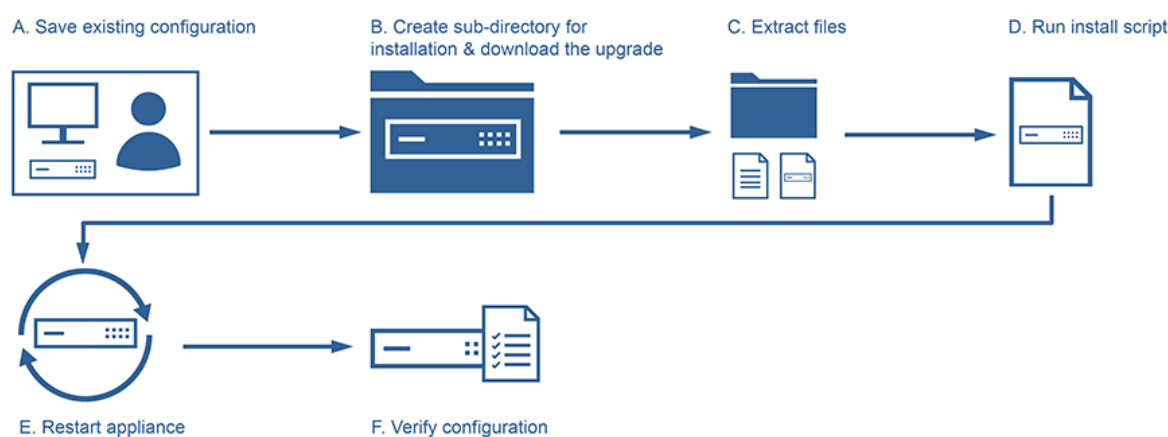 A. Save existing configuration
B. Create sub-directory for
installation & download the upgrade
C. Extract files
D. Run install script
E. Restart appliance
F. Verify configuration